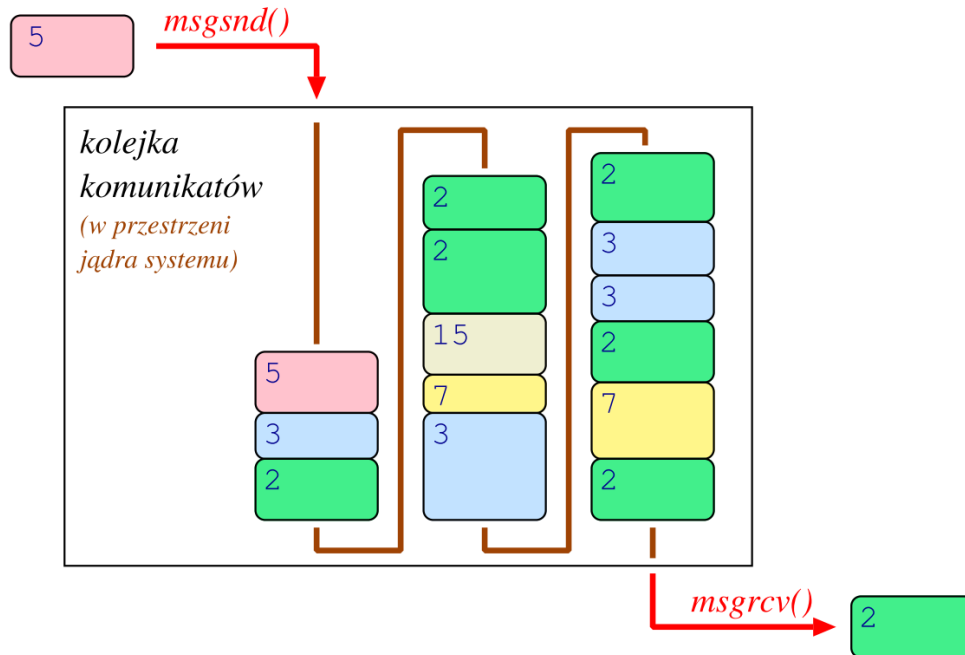 5
msgsnd()
kolejka
komunikatów
(w przestrzeni
jądra systemu)
5
3
2
2
2
15
7
3
2
3
3
2
7
2
msgrcv()
2